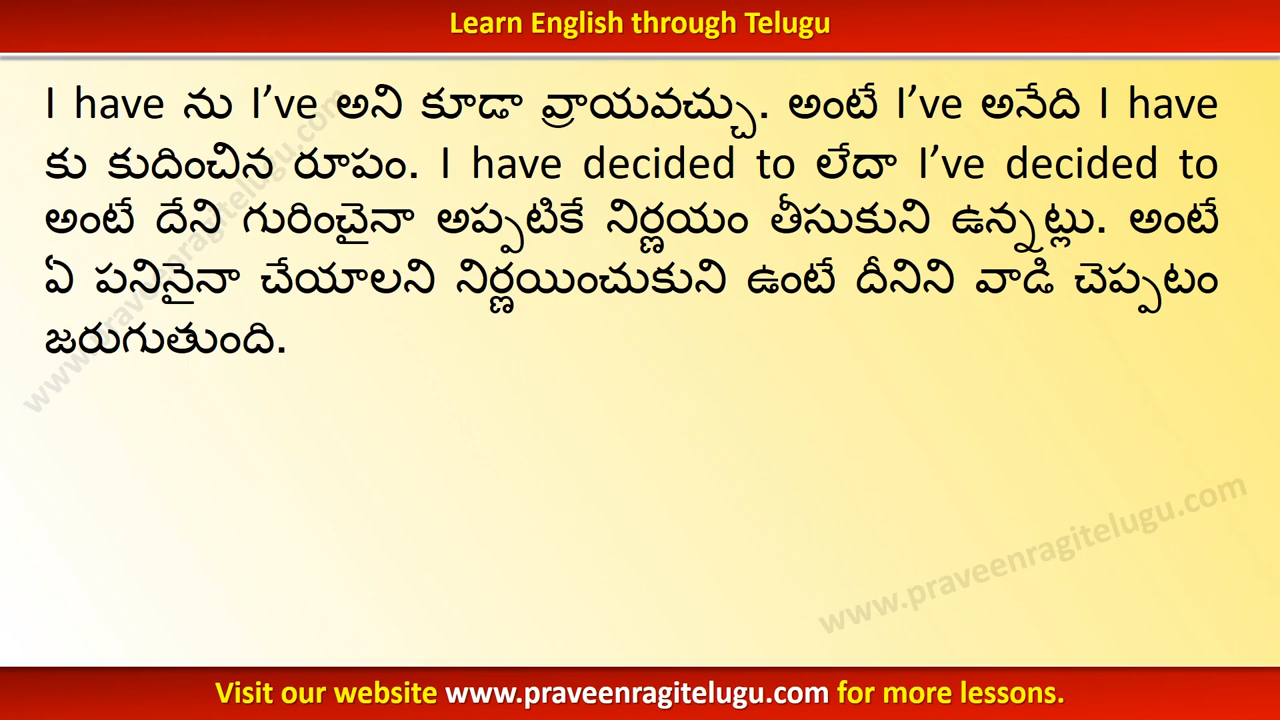 Learn English through Telugu
I have ను I’ve అని కూడా వ్రాయవచ్చు. అంటే I’ve అనేది I have
కు కుదించిన రూపం. I have decided to లేదా I’ve decided to
అంటే దేని గురించైనా అప్పటికే నిర్ణయం తీసుకుని ఉన్నట్లు. అంటే
ఏ పనినైనా చేయాలని నిర్ణయించుకుని ఉంటే దీనిని వాడి చెప్పటం
జరుగుతుంది.
www.praveenragitelugu.com
www.praveenragitelugu.com
Visit our website www.praveenragitelugu.com for more lessons.